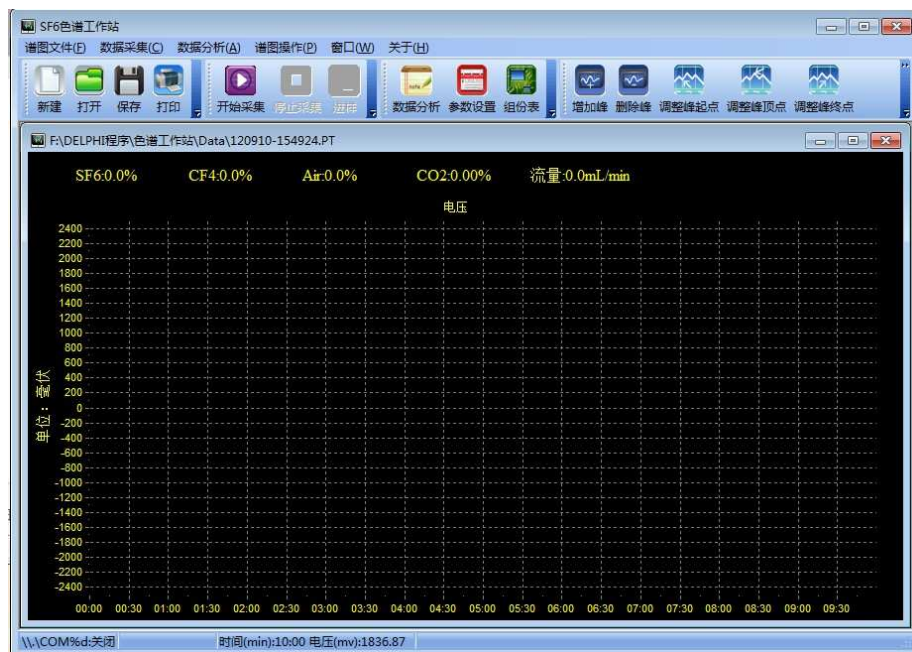 SF6色谱工作站
谱图文件(F) 数据采集(C) 数据分析(A) 谱图操作(P) 窗口(W) 关于(H)
新建 打开 保存 打印 开始采集 停止采集 进样 数据分析 参数设置 组份表 增加峰 删除峰 调整峰起点 调整峰顶点 调整峰终点
F:\DELPHI程序\色谱工作站\Data\120910-154924.PT
SF6:0.0% CF4:0.0% Air:0.0% CO2:0.00% 流量:0.0mL/min
电压
2400
2200
2000
1800
1600
1400
1200
1000
800
600
400
200
0
-200
-400
-600
-800
-1000
-1200
-1400
-1600
-1800
-2000
-2200
-2400
单位：毫伏
00:00 00:30 01:00 01:30 02:00 02:30 03:00 03:30 04:00 04:30 05:00 05:30 06:00 06:30 07:00 07:30 08:00 08:30 09:00 09:30
\\.\COM%d:关闭 时间(min):10:00 电压(mv):1836.87